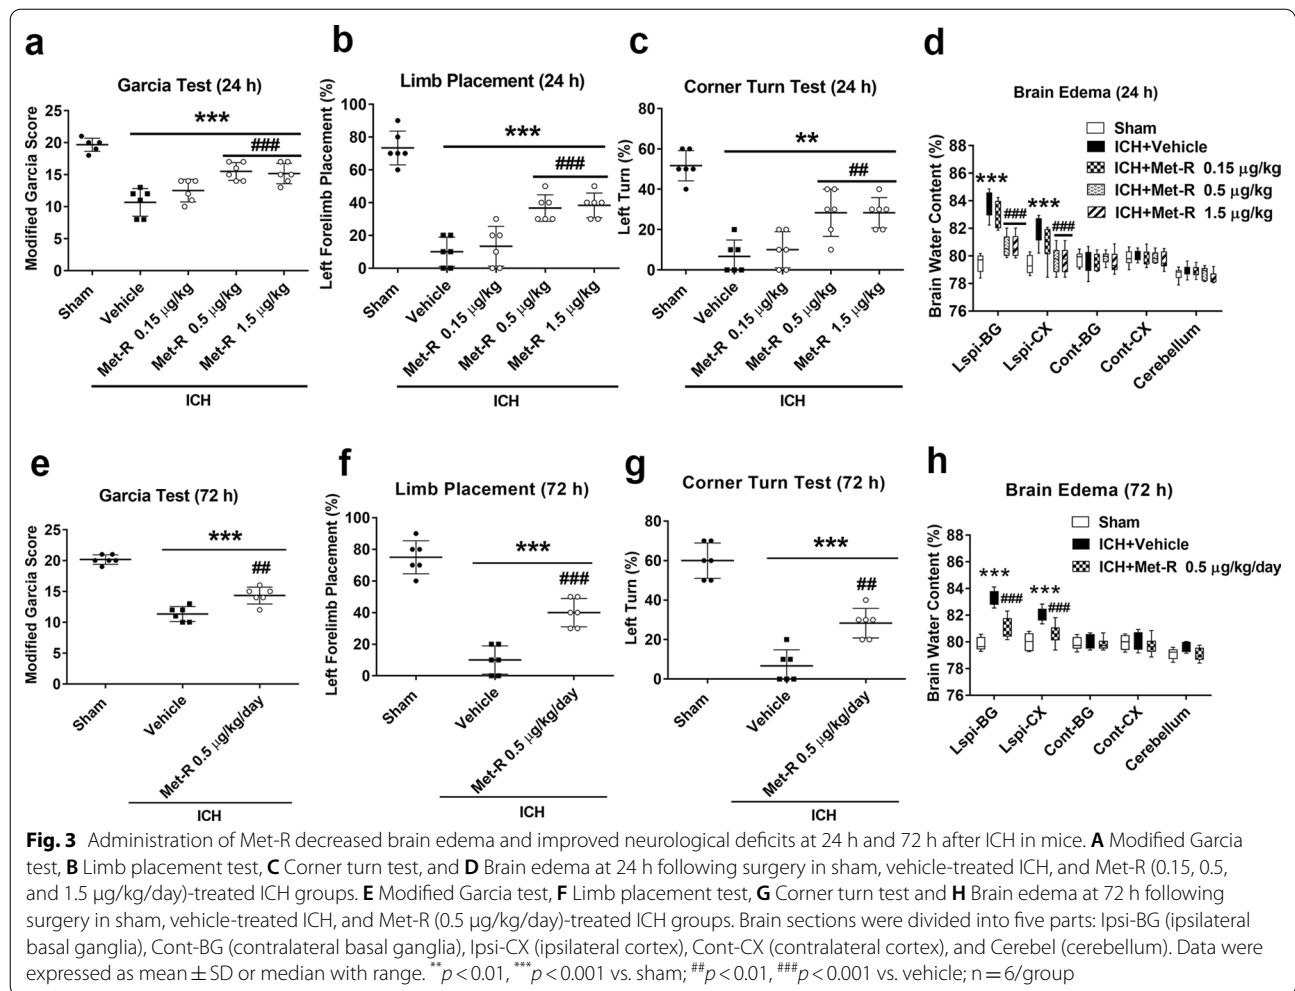 a
Garcia Test (24 h)
Modified Garcia Score
25
20
15
10
5
0
***
###
Sham
Vehicle
Met-R 0.15 μg/kg
Met-R 0.5 μg/kg
Met-R 1.5 μg/kg
ICH
b
Limb Placement (24 h)
Left Forelimb Placement (%)
100
80
60
40
20
0
***
###
Sham
Vehicle
Met-R 0.15 μg/kg
Met-R 0.5 μg/kg
Met-R 1.5 μg/kg
ICH
c
Corner Turn Test (24 h)
Left Turn (%)
60
40
20
0
**
##
Sham
Vehicle
Met-R 0.15 μg/kg
Met-R 0.5 μg/kg
Met-R 1.5 μg/kg
ICH
d
Brain Edema (24 h)
Brain Water Content (%)
88
86
84
82
80
78
76
Sham
ICH+Vehicle
ICH+Met-R 0.15 μg/kg
ICH+Met-R 0.5 μg/kg
ICH+Met-R 1.5 μg/kg
***
###
***
###
Lspi-BG
Lspi-CX
Cont-BG
Cont-CX
Cerebellum
e
Garcia Test (72 h)
Modified Garcia Score
25
20
15
10
5
0
***
##
Sham
Vehicle
Met-R 0.5 μg/kg/day
ICH
f
Limb Placement (72 h)
Left Forelimb Placement (%)
100
80
60
40
20
0
***
###
Sham
Vehicle
Met-R 0.5 μg/kg/day
ICH
g
Corner Turn Test (72 h)
Left Turn (%)
80
60
40
20
0
***
##
Sham
Vehicle
Met-R 0.5 μg/kg/day
ICH
h
Brain Edema (72 h)
Brain Water Content (%)
88
86
84
82
80
78
76
Sham
ICH+Vehicle
ICH+Met-R 0.5 μg/kg/day
***
###
***
###
Lspi-BG
Lspi-CX
Cont-BG
Cont-CX
Cerebellum
Fig. 3 Administration of Met-R decreased brain edema and improved neurological deficits at 24 h and 72 h after ICH in mice. A Modified Garcia
test, B Limb placement test, C Corner turn test, and D Brain edema at 24 h following surgery in sham, vehicle-treated ICH, and Met-R (0.15, 0.5,
and 1.5 μg/kg/day)-treated ICH groups. E Modified Garcia test, F Limb placement test, G Corner turn test and H Brain edema at 72 h following
surgery in sham, vehicle-treated ICH, and Met-R (0.5 μg/kg/day)-treated ICH groups. Brain sections were divided into five parts: Ipsi-BG (ipsilateral
basal ganglia), Cont-BG (contralateral basal ganglia), Ipsi-CX (ipsilateral cortex), Cont-CX (contralateral cortex), and Cerebel (cerebellum). Data were
expressed as mean ± SD or median with range. **p < 0.01, ***p < 0.001 vs. sham; ##p < 0.01, ###p < 0.001 vs. vehicle; n = 6/group